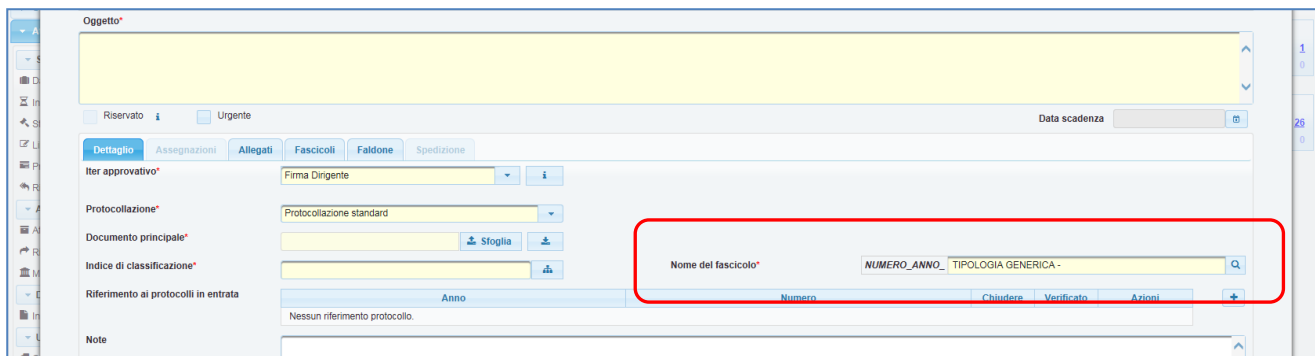 Oggetto*
1
0
Riservato i Urgente Data scadenza
26
0
Dettaglio Assegnazioni Allegati Fascicoli Faldone Spedizione
Iter approvativo* Firma Dirigente i
Protocollazione* Protocollazione standard
Documento principale* Sfoglia
Indice di classificazione* Nome del fascicolo* NUMERO_ANNO_ TIPOLOGIA GENERICA -
Riferimento ai protocolli in entrata Anno Numero Chiudere Verificato Azioni +
Nessun riferimento protocollo.
Note